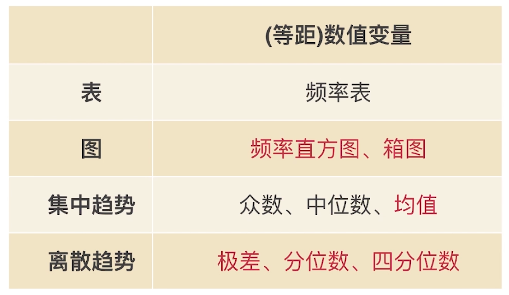 (等距)数值变量
表 频率表
图 频率直方图、箱图
集中趋势 众数、中位数、均值
离散趋势 极差、分位数、四分位数